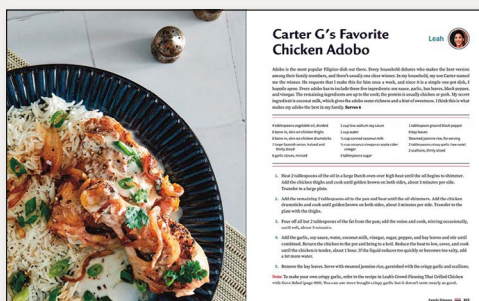 Carter G's Favorite
Chicken Adobo
Leah
Adobo is the most popular Filipino dish out there. Every household debates who makes the best version
among their family members, and there's usually one clear winner. In my household, my son Carter named
me the winner. He requests that I make this for him once a week, and since it is a simple one-pot dish, I
happily agree. Every adobo has to include these five ingredients: soy sauce, garlic, bay leaves, black pepper,
and vinegar. The remaining ingredients are up to the cook; the protein is usually chicken or pork. My secret
ingredient is coconut milk, which gives the adobo some richness and a hint of sweetness. I think this is what
makes my adobo the best in my family. Serves 6
4 tablespoons vegetable oil, divided
6 bone in, skin on chicken thighs
6 bone in, skin on chicken drumsticks
2 large Spanish onion, halved and
thinly sliced
6 garlic cloves, minced
1 cup low-sodium soy sauce
1 cup water
½ cup canned coconut milk
½ cup coconut vinegar or apple cider
vinegar
2 tablespoons sugar
1 tablespoon ground black pepper
6 bay leaves
Steamed jasmine rice, for serving
2 tablespoons crispy garlic (see note)
2 scallions, thinly sliced
1. Heat 2 tablespoons of the oil in a large Dutch oven over high heat until the oil begins to shimmer.
Add the chicken thighs and cook until golden brown on both sides, about 3 minutes per side.
Transfer to a large plate.
2. Add the remaining 2 tablespoons oil to the pan and heat until the oil shimmers. Add the chicken
drumsticks and cook until golden brown on both sides, about 3 minutes per side. Transfer to the
plate with the thighs.
3. Pour off all but 2 tablespoons of the fat from the pan; add the onion and cook, stirring occasionally,
until soft, about 5 minutes.
4. Add the garlic, soy sauce, water, coconut milk, vinegar, sugar, pepper, and bay leaves and stir until
combined. Return the chicken to the pot and bring to a boil. Reduce the heat to low, cover, and cook
until the chicken is tender, about 1 hour. If the liquid reduces too quickly or becomes too salty, add
a bit more water.
5. Remove the bay leaves. Serve with steamed jasmine rice, garnished with the crispy garlic and scallions.
Note: To make your own crispy garlic, refer to the recipe in Leah's Crowd-Pleasing Thai Grilled Chicken
You can use store-bought crispy garlic but it doesn't taste nearly as good.
Family Dinners